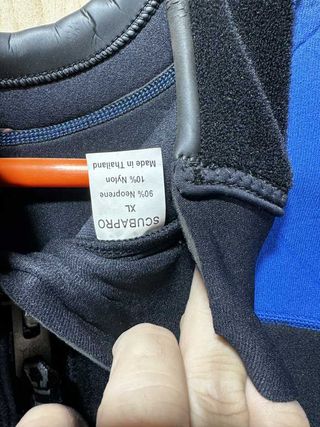 SCUBAPRO
XL
90% Neoprene
10% Nylon
Made in Thailand